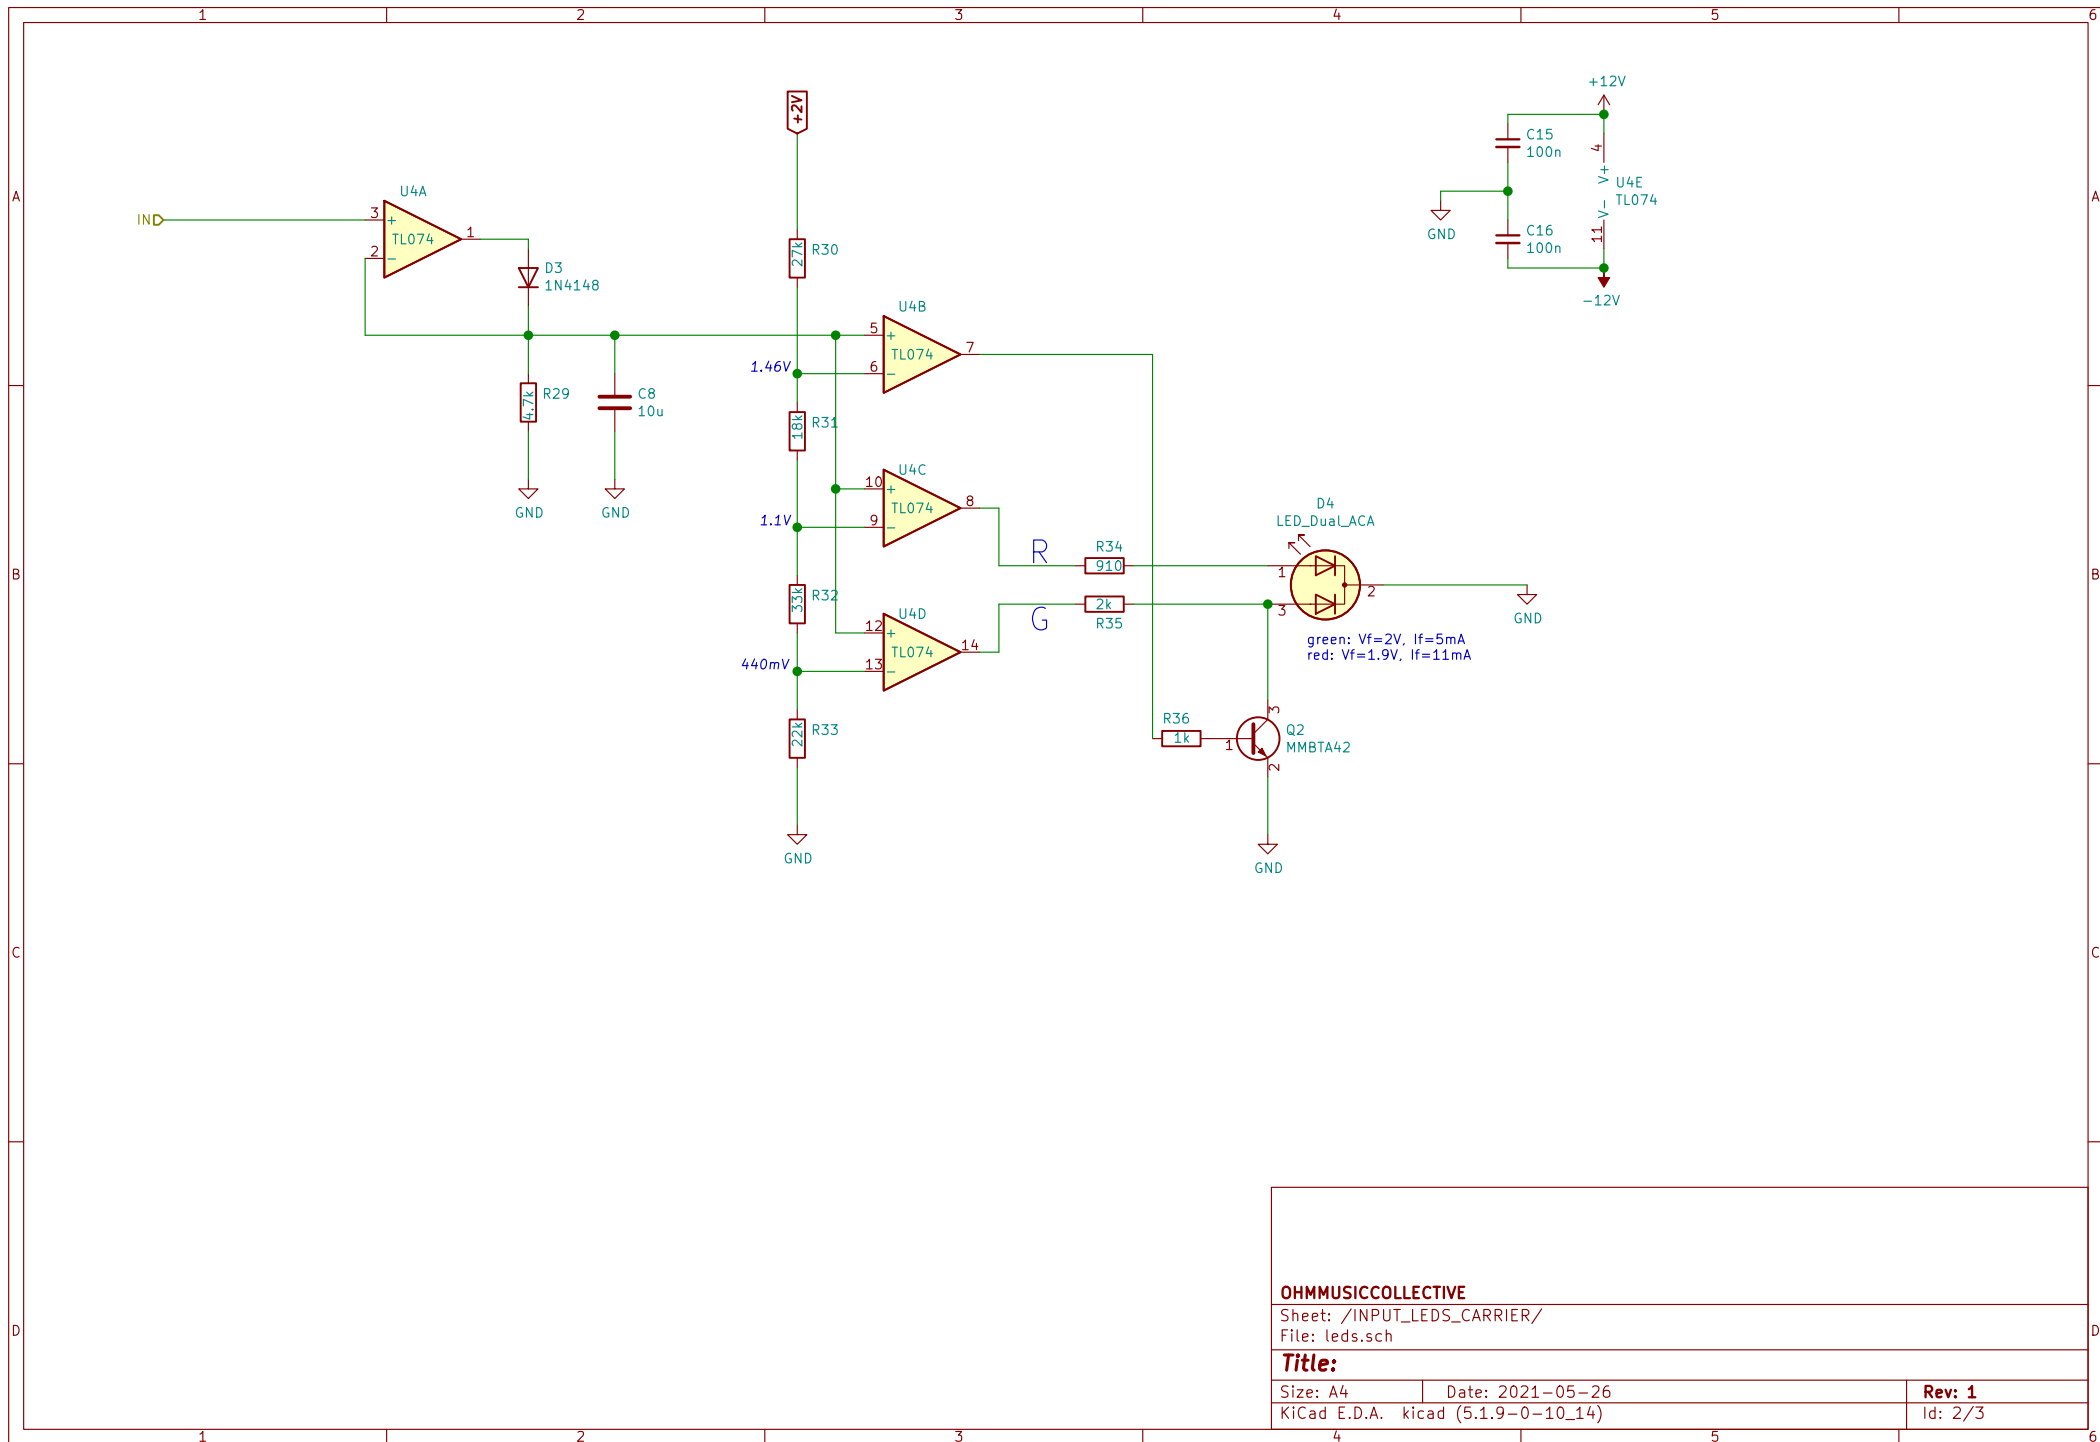 1 2 3 4 5 6
A A
B B
C C
D D
1 2 3 4 5 6
IN
U4A
TL074
3 +
2 −
1
D3
1N4148
R29
4.7k
GND
C8
10u
GND
+2V
R30
27k
1.46V
R31
18k
1.1V
R32
33k
440mV
R33
22k
GND
U4B
TL074
5 +
6 −
7
U4C
TL074
10 +
9 −
8
U4D
TL074
12 +
13 −
14
R
R34
910
G
2k
R35
D4
LED_Dual_ACA
1
2
3
GND
green: Vf=2V, If=5mA
red: Vf=1.9V, If=11mA
R36
1k
1
3
2
Q2
MMBTA42
GND
+12V
C15
100n
4
V+
U4E
TL074
V−
11
C16
100n
GND
−12V
OHMMUSICCOLLECTIVE
Sheet: /INPUT_LEDS_CARRIER/
File: leds.sch
Title:
Size: A4 Date: 2021−05−26 Rev: 1
KiCad E.D.A. kicad (5.1.9−0−10_14) Id: 2/3